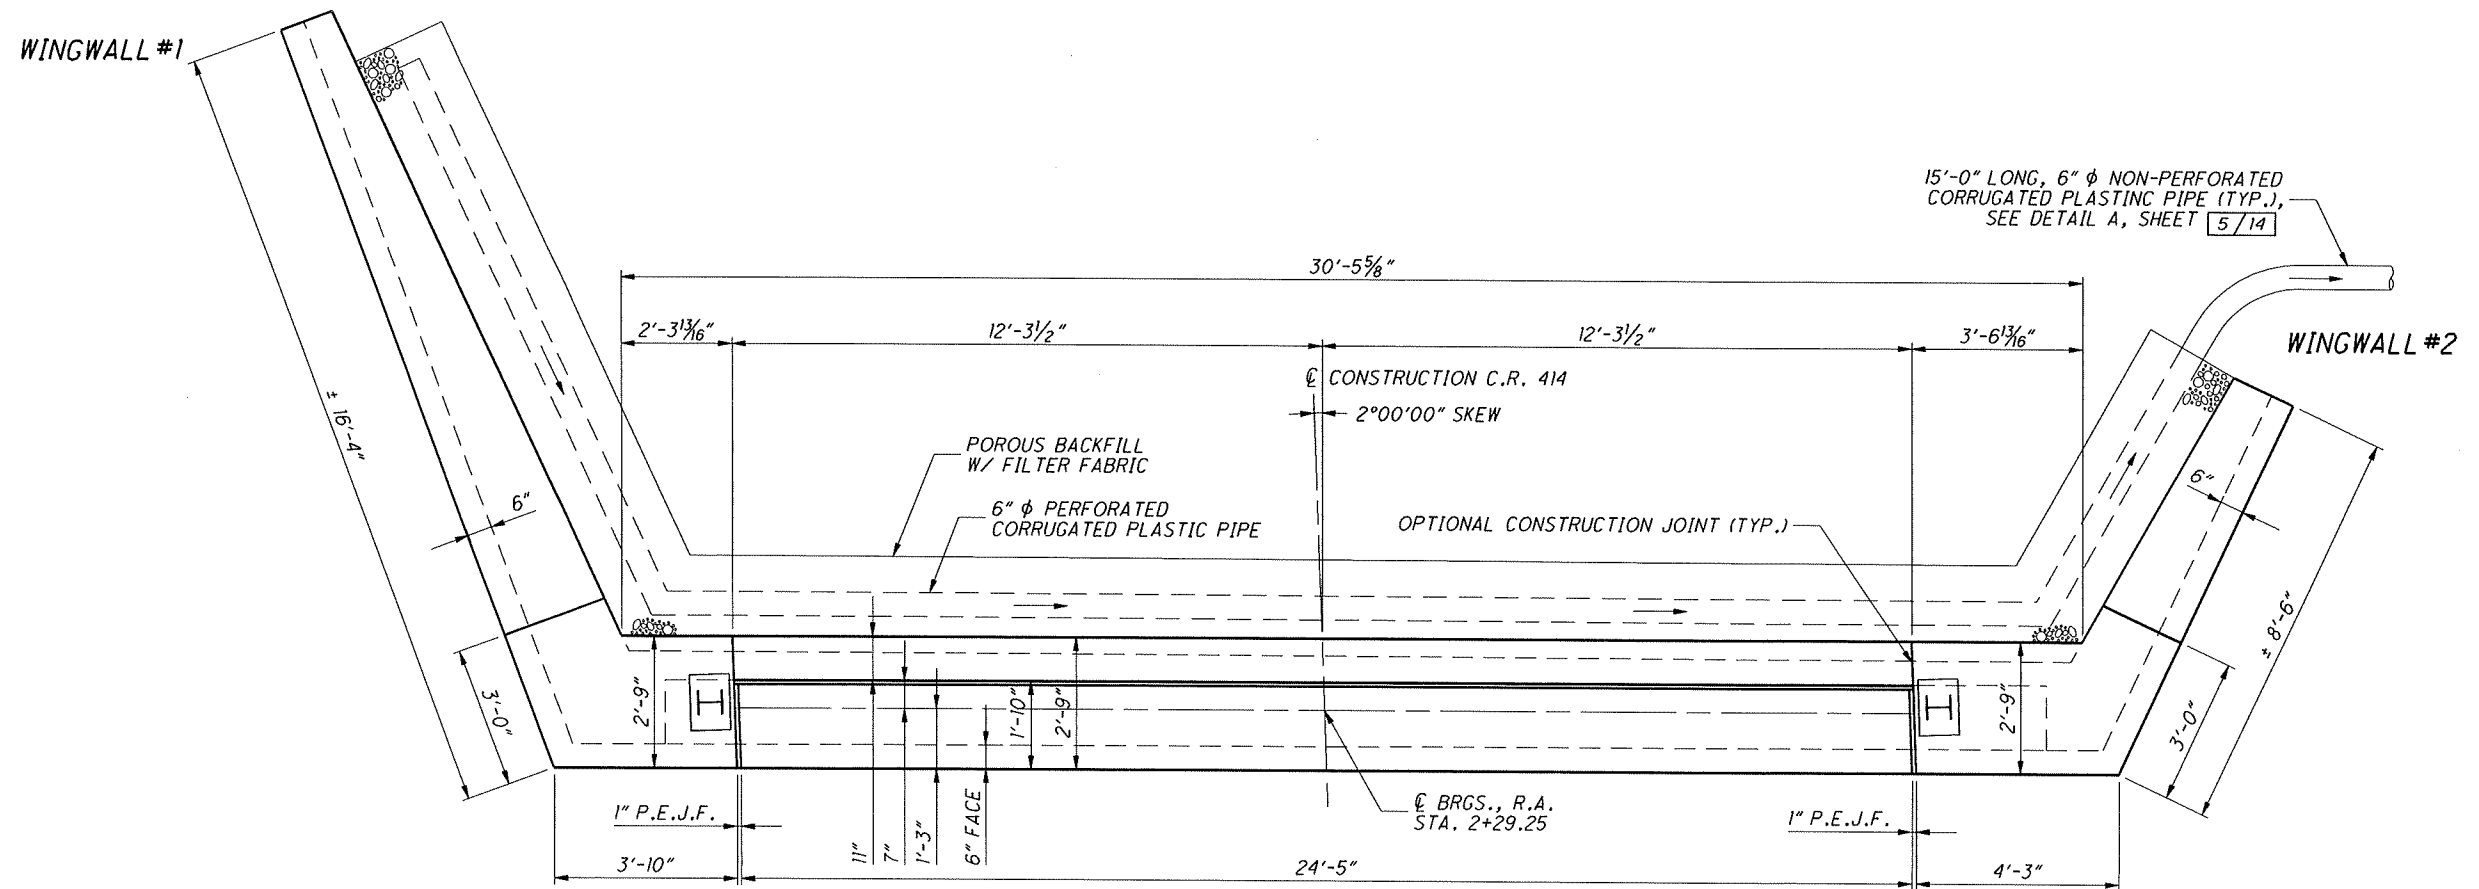 WINGWALL #1
15'-0" LONG, 6" ϕ NON-PERFORATED
CORRUGATED PLASTINC PIPE (TYP.),
SEE DETAIL A, SHEET 5/14
30'-5⅝"
2'-3¹³⁄₁₆"
12'-3½"
12'-3½"
3'-6¹³⁄₁₆"
WINGWALL #2
℄ CONSTRUCTION C.R. 414
2°00'00" SKEW
± 16'-4"
POROUS BACKFILL
W/ FILTER FABRIC
6"
6" ϕ PERFORATED
CORRUGATED PLASTIC PIPE
OPTIONAL CONSTRUCTION JOINT (TYP.)
6"
± 8'-6"
3'-0"
2'-9"
1'-10"
2'-9"
2'-9"
3'-0"
1" P.E.J.F.
11"
7"
1'-3"
6" FACE
℄ BRGS., R.A.
STA. 2+29.25
1" P.E.J.F.
3'-10"
24'-5"
4'-3"